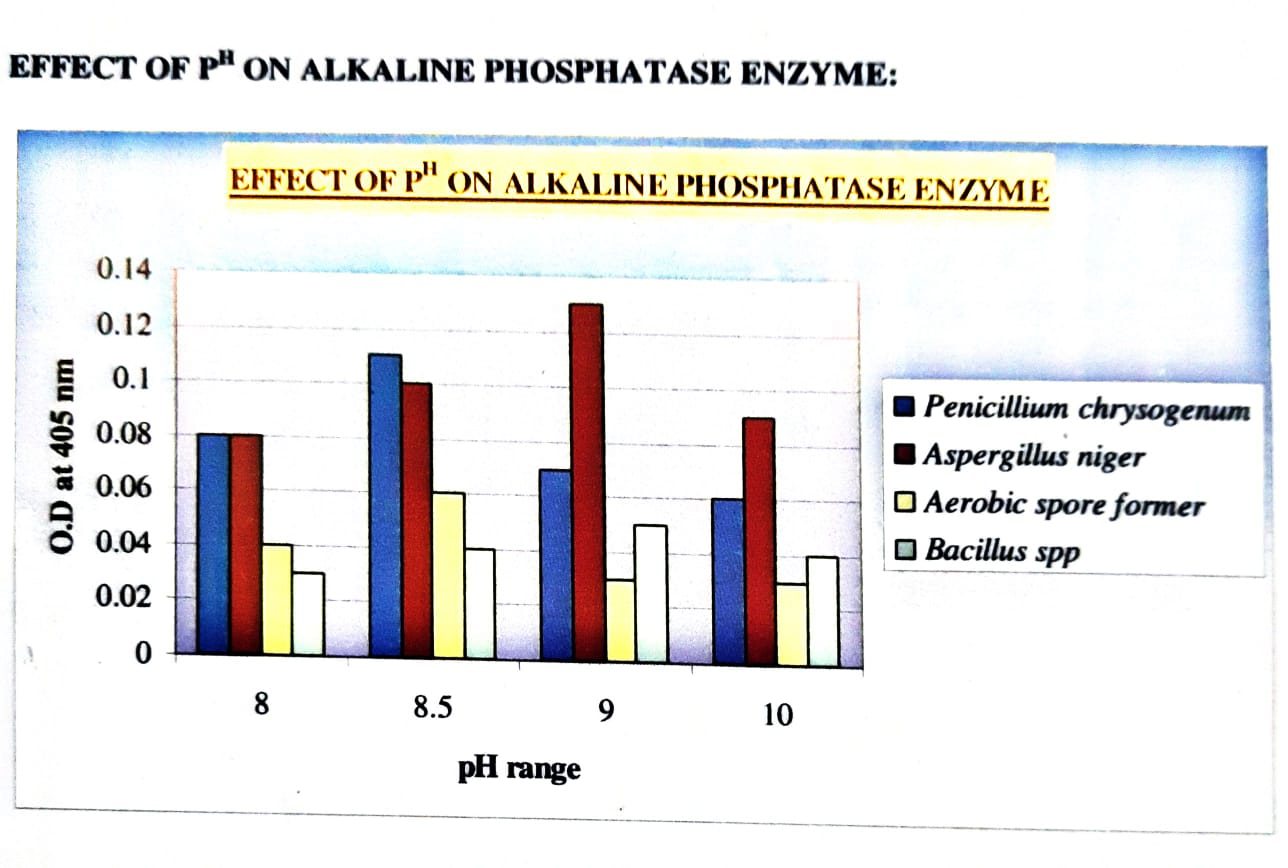 EFFECT OF Pᴴ ON ALKALINE PHOSPHATASE ENZYME:
EFFECT OF Pᴴ ON ALKALINE PHOSPHATASE ENZYME
0.14
0.12
0.1
0.08
0.06
0.04
0.02
0
O.D at 405 nm
8 8.5 9 10
pH range
Penicillium chrysogenum
Aspergillus niger
Aerobic spore former
Bacillus spp